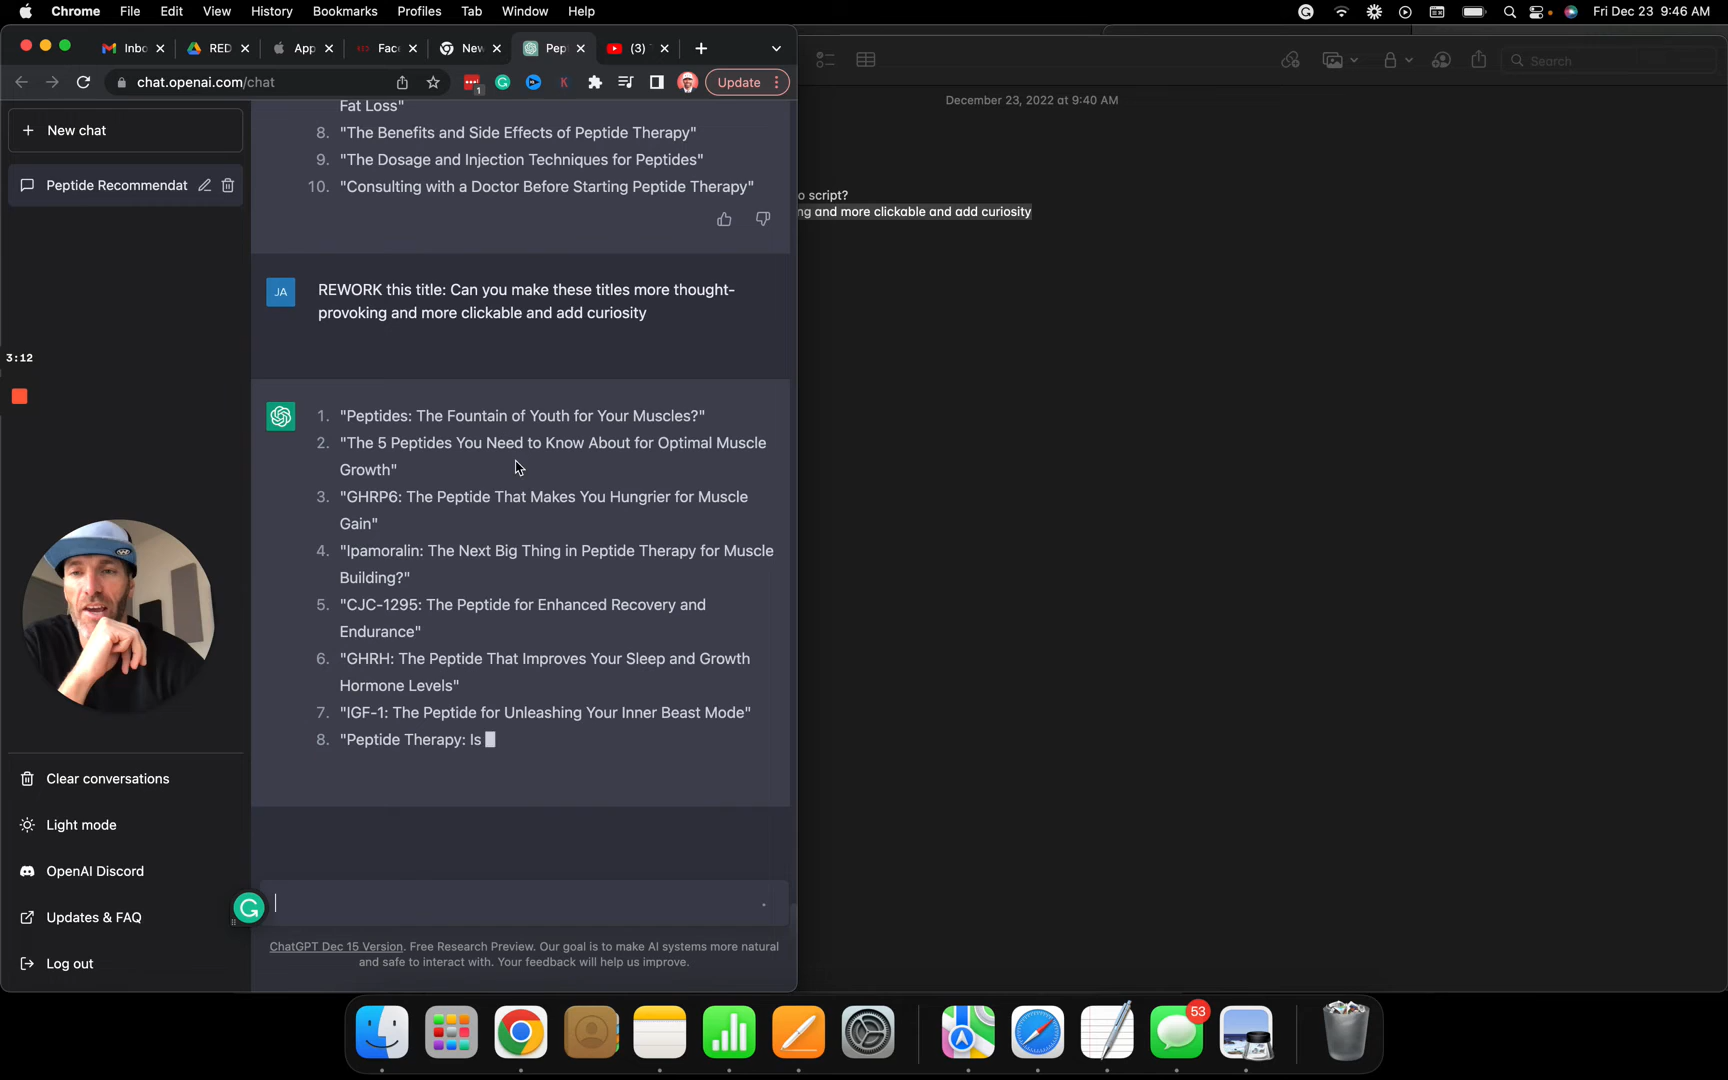 Chrome File Edit View History Bookmarks Profiles Tab Window Help
Fri Dec 23 9:46 AM
Inbo RED App Face New Pep (3)
chat.openai.com/chat
1
Update
Search
December 23, 2022 at 9:40 AM
New chat
Peptide Recommendat
Fat Loss"
8. "The Benefits and Side Effects of Peptide Therapy"
9. "The Dosage and Injection Techniques for Peptides"
10. "Consulting with a Doctor Before Starting Peptide Therapy"
o script?
ng and more clickable and add curiosity
JA
REWORK this title: Can you make these titles more thought-
provoking and more clickable and add curiosity
3:12
1. "Peptides: The Fountain of Youth for Your Muscles?"
2. "The 5 Peptides You Need to Know About for Optimal Muscle
Growth"
3. "GHRP6: The Peptide That Makes You Hungrier for Muscle
Gain"
4. "Ipamoralin: The Next Big Thing in Peptide Therapy for Muscle
Building?"
5. "CJC-1295: The Peptide for Enhanced Recovery and
Endurance"
6. "GHRH: The Peptide That Improves Your Sleep and Growth
Hormone Levels"
7. "IGF-1: The Peptide for Unleashing Your Inner Beast Mode"
8. "Peptide Therapy: Is
Clear conversations
Light mode
OpenAI Discord
Updates & FAQ
Log out
ChatGPT Dec 15 Version. Free Research Preview. Our goal is to make AI systems more natural
and safe to interact with. Your feedback will help us improve.
53